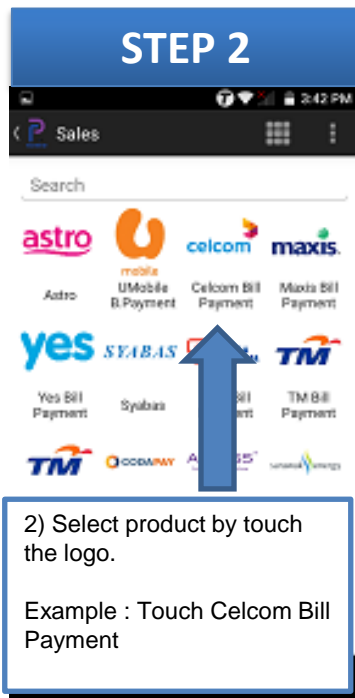 STEP 2
3:42 PM
Sales
Search
astro
mobile
celcom
maxis.
Astro
UMobile B.Payment
Celcom Bill Payment
Maxis Bill Payment
yes
SYABAS
TM
Yes Bill Payment
Syabas
TM Bill Payment
TM
CODAPAY
2) Select product by touch
the logo.
Example : Touch Celcom Bill
Payment